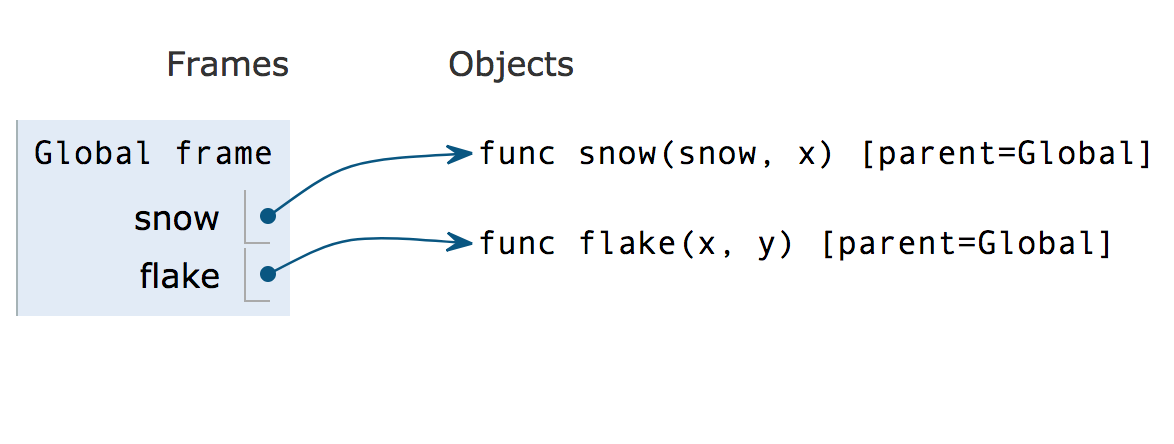 Frames Objects
Global frame
func snow(snow, x) [parent=Global]
snow
func flake(x, y) [parent=Global]
flake